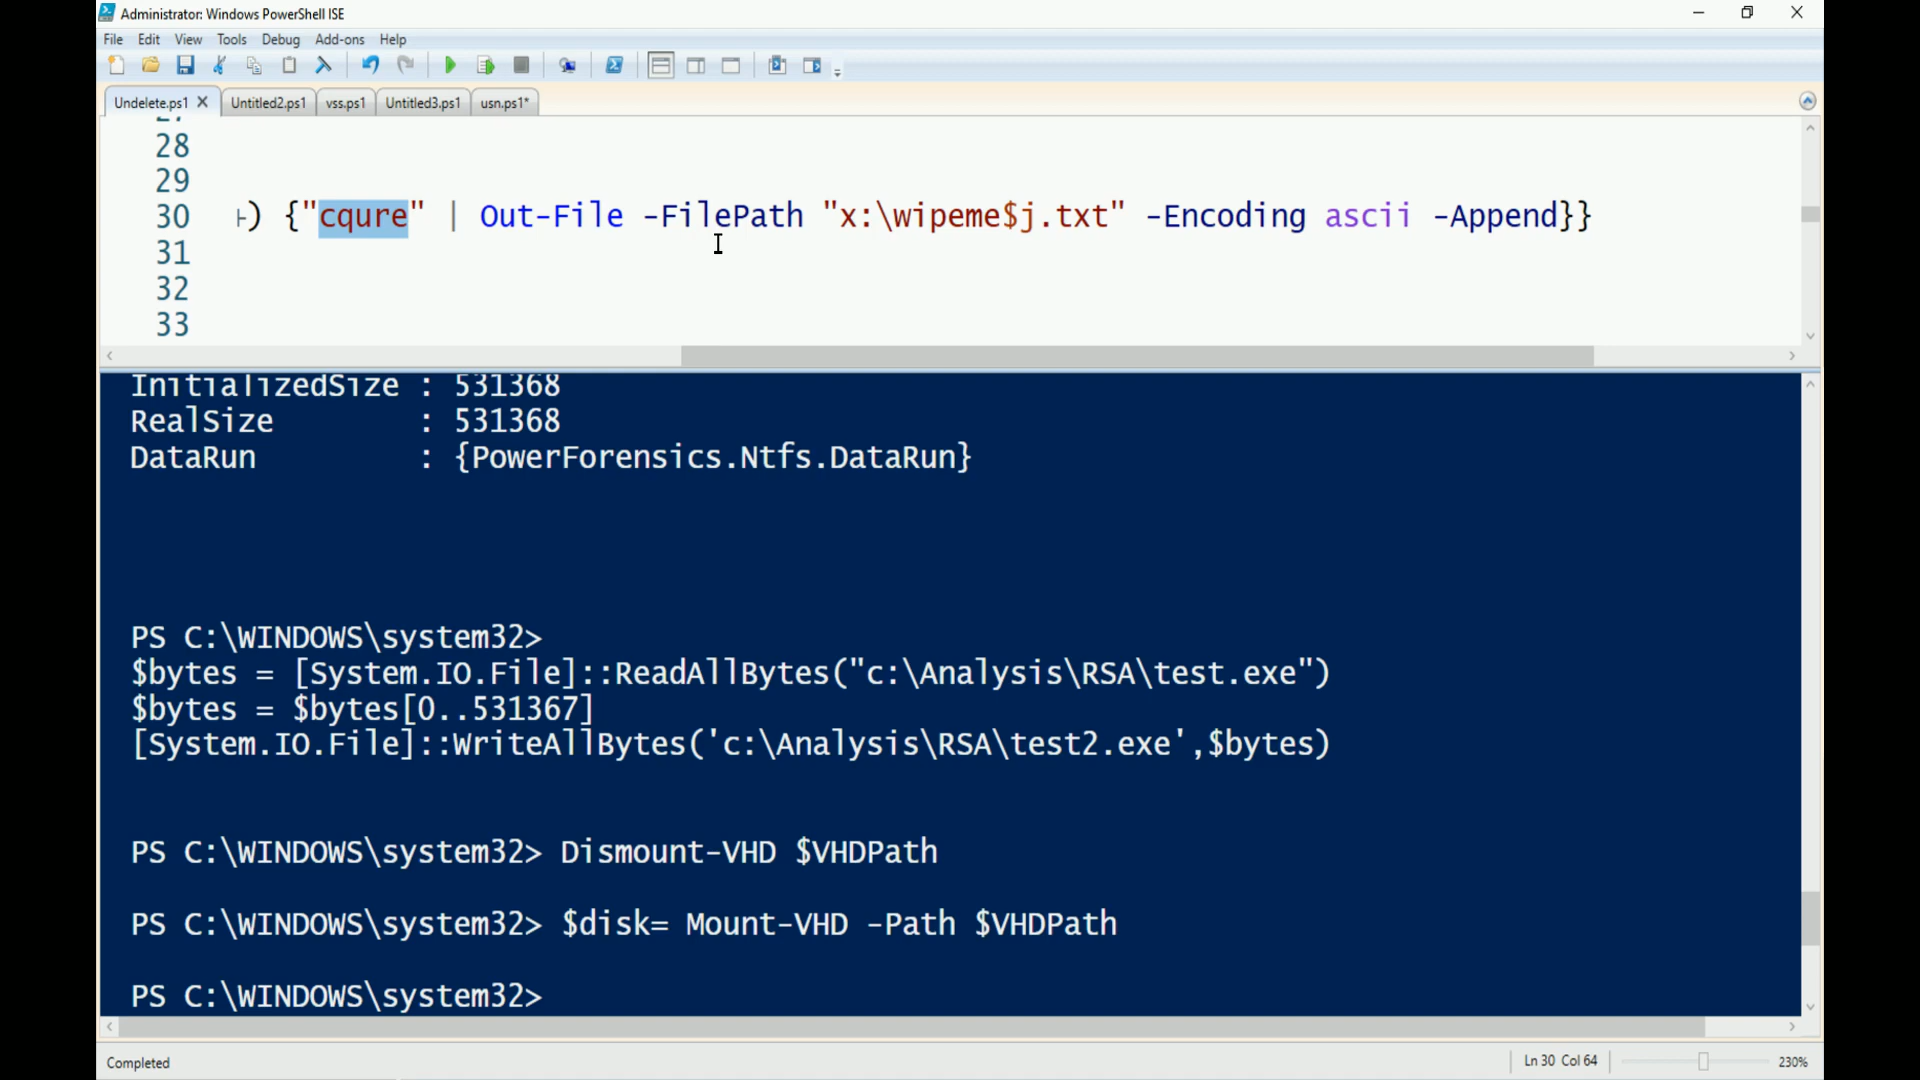 Administrator: Windows PowerShell ISE
File Edit View Tools Debug Add-ons Help
Undelete.ps1 Untitled2.ps1 vss.ps1 Untitled3.ps1 usn.ps1*
27
28
29
30 +) {"cqure" | Out-File -FilePath "x:\wipeme$j.txt" -Encoding ascii -Append}}
31
32
33
InitializedSize : 531368
RealSize : 531368
DataRun : {PowerForensics.Ntfs.DataRun}
PS C:\WINDOWS\system32>
$bytes = [System.IO.File]::ReadAllBytes("c:\Analysis\RSA\test.exe")
$bytes = $bytes[0..531367]
[System.IO.File]::WriteAllBytes('c:\Analysis\RSA\test2.exe',$bytes)
PS C:\WINDOWS\system32> Dismount-VHD $VHDPath
PS C:\WINDOWS\system32> $disk= Mount-VHD -Path $VHDPath
PS C:\WINDOWS\system32>
Completed Ln 30 Col 64 230%